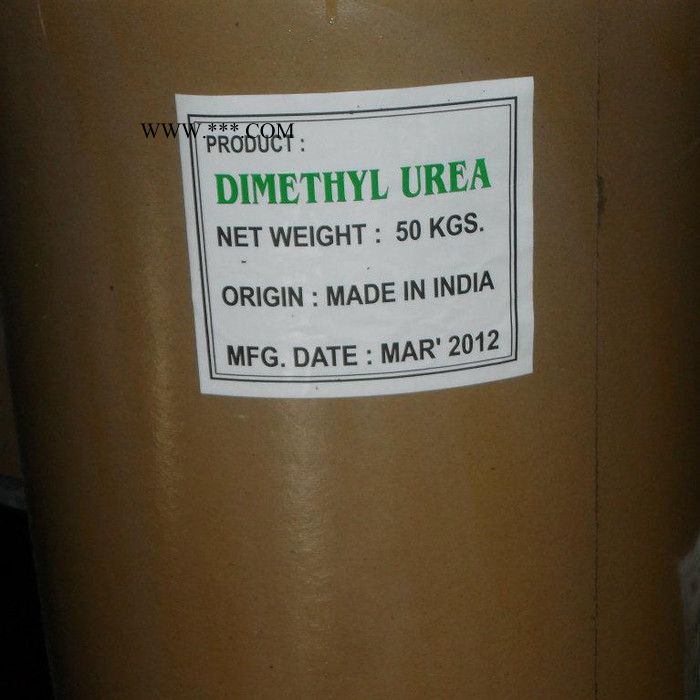 WWW.***.COM
PRODUCT :
DIMETHYL UREA
NET WEIGHT : 50 KGS.
ORIGIN : MADE IN INDIA
MFG. DATE : MAR' 2012